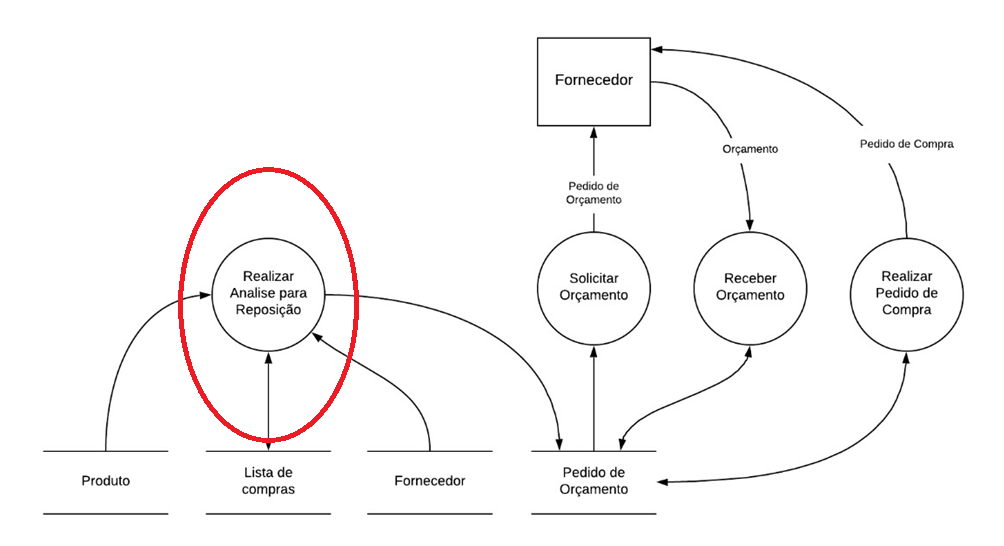 Fornecedor
Pedido de Compra
Orçamento
Pedido de
Orçamento
Realizar
Analise para
Reposição
Solicitar
Orçamento
Receber
Orçamento
Realizar
Pedido de
Compra
Produto
Lista de
compras
Fornecedor
Pedido de
Orçamento